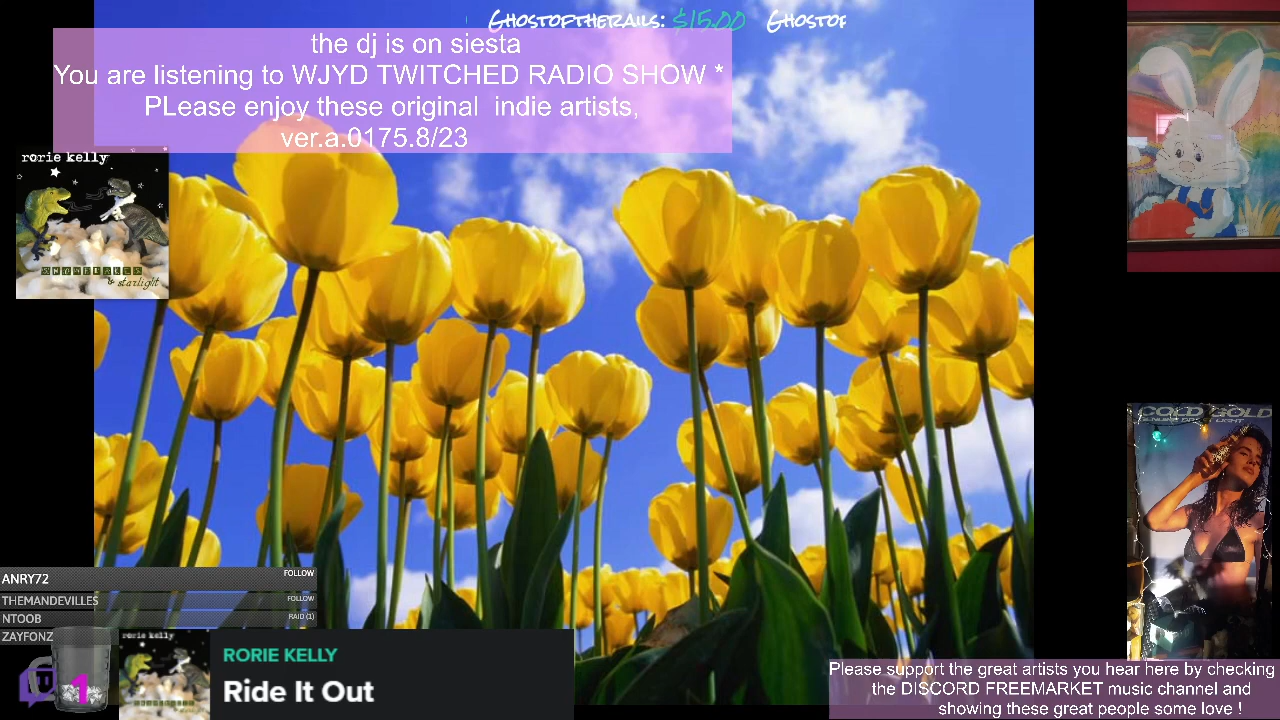 Ghostoftherails: $15.00 Ghostof
the dj is on siesta
You are listening to WJYD TWITCHED RADIO SHOW *
PLease enjoy these original indie artists,
ver.a.0175.8/23
rorie kelly
& starlight
COLD GOLD
ANRY72 FOLLOW
THEMANDEVILLES FOLLOW
NTOOB RAID (1)
ZAYFONZ
1
rorie kelly
RORIE KELLY
Ride It Out
Please support the great artists you hear here by checking
the DISCORD FREEMARKET music channel and
showing these great people some love !